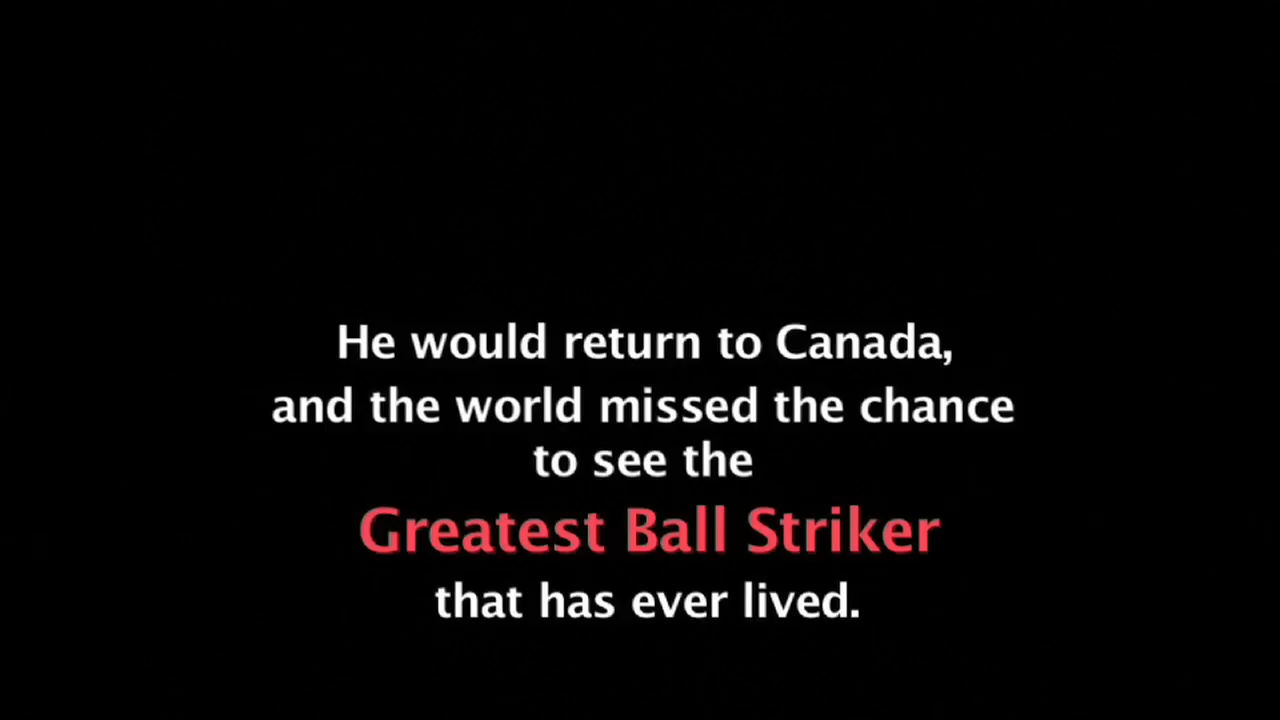 He would return to Canada,
and the world missed the chance
to see the
Greatest Ball Striker
that has ever lived.